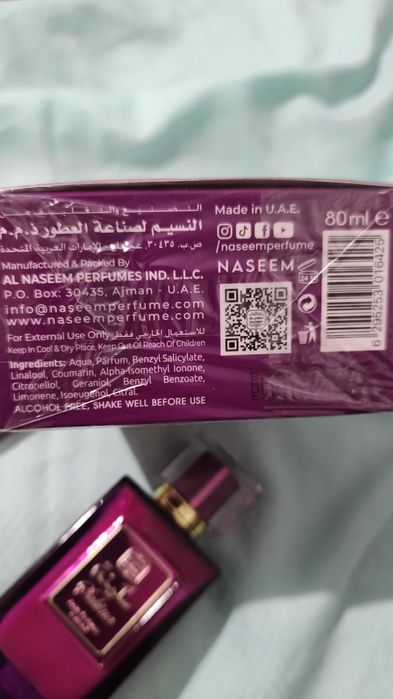 النسيم لصناعة العطور ذ.م.م
ص.ب. ٣٠٤٣٥، عجمان - الإمارات العربية المتحدة
Manufactured & Packed By
AL NASEEM PERFUMES IND. L.L.C.
P.O. Box: 30435, Ajman - U.A.E.
info@naseemperfume.com
www.naseemperfume.com
For External Use Only للاستعمال الخارجي فقط
Keep In Cool & Dry Place, Keep Out Of Reach Of Children
Ingredients: Aqua, Parfum, Benzyl Salicylate,
Linalool, Coumarin, Alpha-Isomethyl Ionone,
Citronellol, Geraniol, Benzyl Benzoate,
Limonene, Isoeugenol, Citral.
ALCOHOL FREE, SHAKE WELL BEFORE USE
Made in U.A.E.
/naseemperfume
NASEEM
80ml e
6 295253 016425